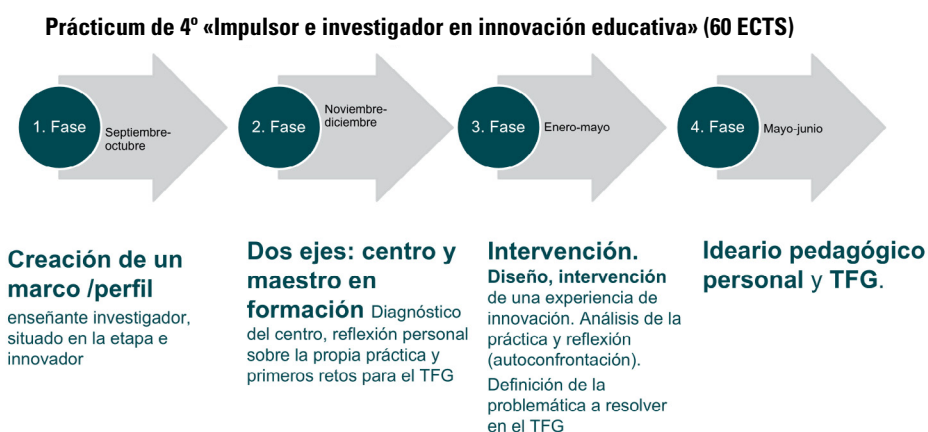 Prácticum de 4º «Impulsor e investigador en innovación educativa» (60 ECTS)
1. Fase
Septiembre-
octubre
2. Fase
Noviembre-
diciembre
3. Fase
Enero-mayo
4. Fase
Mayo-junio
Creación de un
marco /perfil
enseñante investigador,
situado en la etapa e
innovador
Dos ejes: centro y
maestro en
formación Diagnóstico
del centro, reflexión personal
sobre la propia práctica y
primeros retos para el TFG
Intervención.
Diseño, intervención
de una experiencia de
innovación. Análisis de la
práctica y reflexión
(autoconfrontación).
Definición de la
problemática a resolver
en el TFG
Ideario pedagógico
personal y TFG.